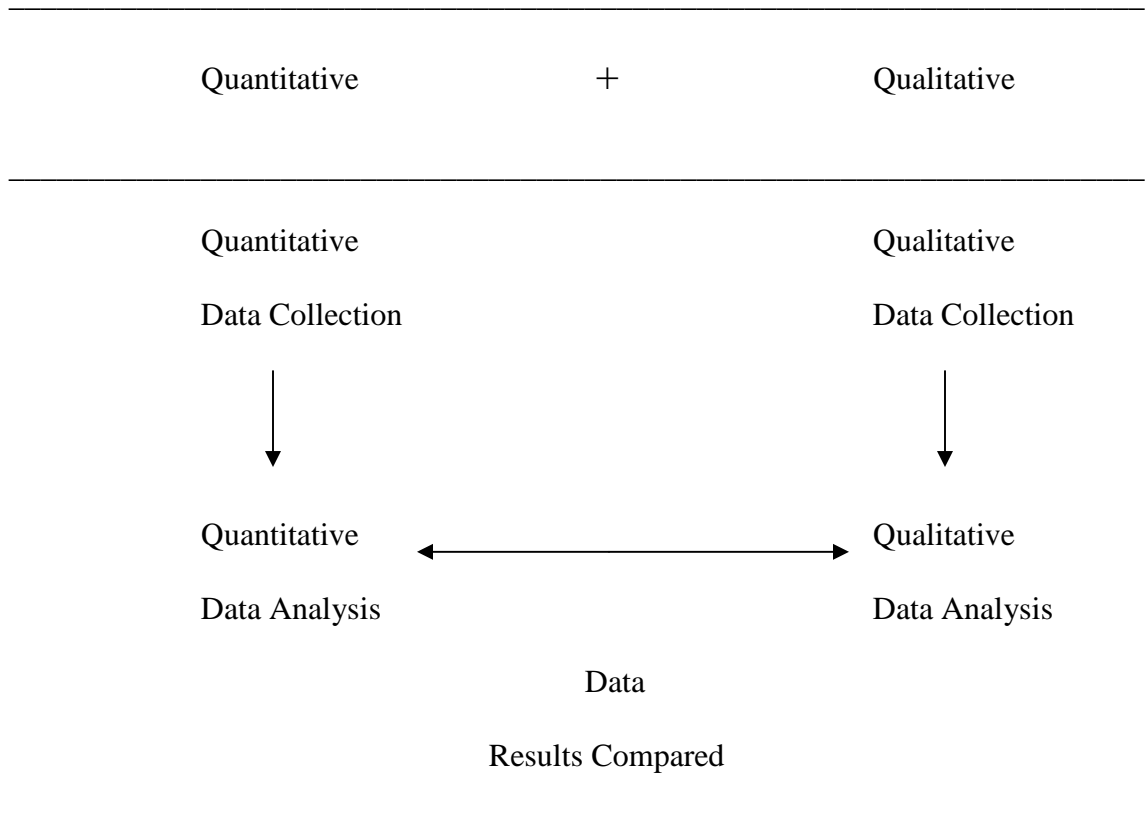 Quantitative + Qualitative
Quantitative Qualitative
Data Collection Data Collection
Quantitative Qualitative
Data Analysis Data Analysis
Data
Results Compared